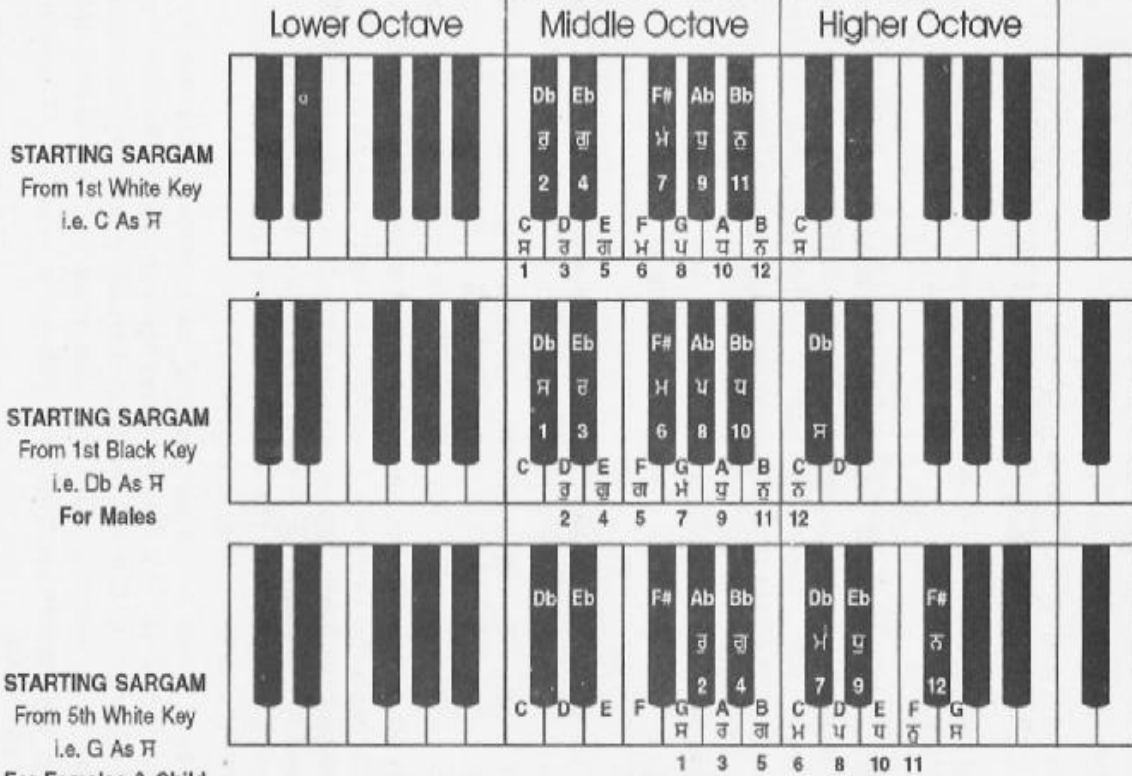 Lower Octave Middle Octave Higher Octave
STARTING SARGAM
From 1st White Key
i.e. C As ਸ
Db Eb F# Ab Bb
ਰ̲ ਗ̲ ਮੇ ਧ̲ ਨ̲
2 4 7 9 11
C D E F G A B C
ਸ ਰ ਗ ਮ ਪ ਧ ਨ ਸ
1 3 5 6 8 10 12
STARTING SARGAM
From 1st Black Key
i.e. Db As ਸ
For Males
Db Eb F# Ab Bb Db
ਸ ਰ ਮ ਪ ਧ ਸ
1 3 6 8 10
C D E F G A B C D
ਰ̲ ਗ̲ ਗ ਮੇ ਧ̲ ਨ̲ ਨ
2 4 5 7 9 11 12
STARTING SARGAM
From 5th White Key
i.e. G As ਸ
For Females & Child
Db Eb F# Ab Bb Db Eb F#
ਰ̲ ਗ̲ ਮੇ ਧ̲ ਨ
2 4 7 9 12
C D E F G A B C D E F G
ਸ ਰ ਗ ਮ ਪ ਧ ਨ̲ ਸ
1 3 5 6 8 10 11